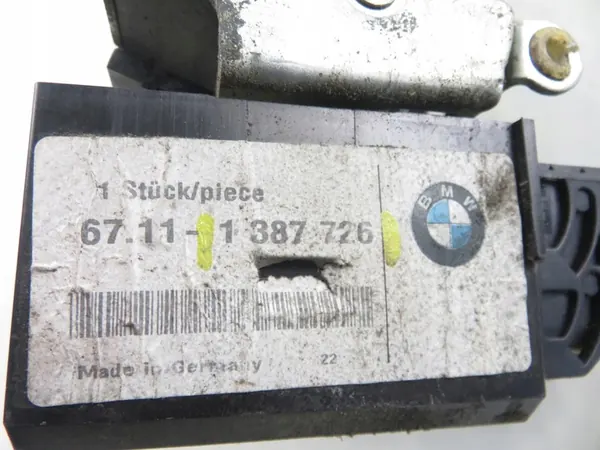 1 Stück/piece
67.11-1 387 726
BMW
Made in Germany
22